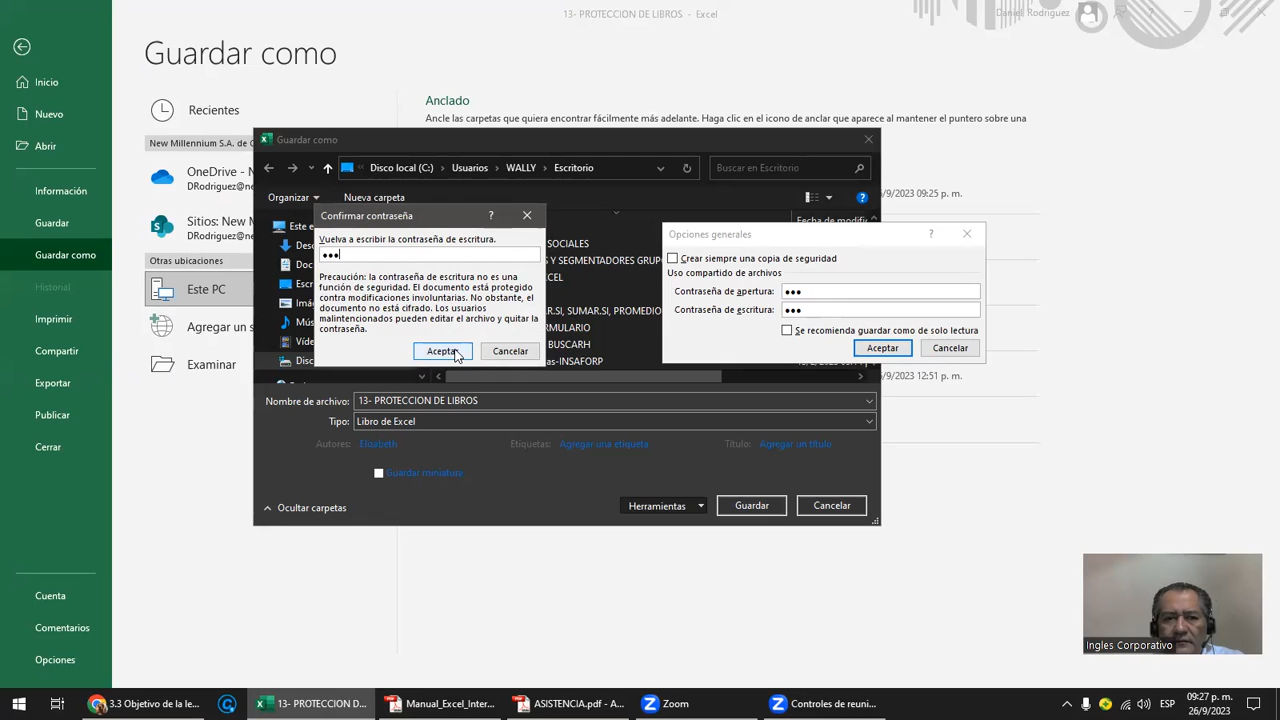 13- PROTECCION DE LIBROS - Excel
Daniel Rodriguez
Guardar como
Inicio
Nuevo
Abrir
Información
Guardar
Guardar como
Historial
Imprimir
Compartir
Exportar
Publicar
Cerrar
Cuenta
Comentarios
Opciones
Recientes
New Millenium S.A. de
OneDrive -
DRodriguez@ne
Sitios: New M
DRodriguez@ne
Otras ubicaciones
Este PC
Agregar un s
Examinar
Anclado
Ancle las carpetas que quiera encontrar fácilmente más adelante. Haga clic en el icono de anclar que aparece al mantener el puntero sobre una
/9/2023 09:25 p. m.
/9/2023 12:51 p. m.
Guardar como
Disco local (C:)
Usuarios
WALLY
Escritorio
Buscar en Escritorio
Organizar
Nueva carpeta
Este e
Des
Doc
Escr
Mús
Víde
Disc
Fecha de modific
SOCIALES
S Y SEGMENTADORES GRUP
SUMAR.SI, SUMAR.SI, PROMEDIO
RMULARIO
BUSCARH
as-INSAFORP
Confirmar contraseña
Vuelva a escribir la contraseña de escritura.
•••
Precaución: la contraseña de escritura no es una
función de seguridad. El documento está protegido
contra modificaciones involuntarias. No obstante, el
documento no está cifrado. Los usuarios
malintencionados pueden editar el archivo y quitar la
contraseña.
Aceptar
Cancelar
Opciones generales
Crear siempre una copia de seguridad
Uso compartido de archivos
Contraseña de apertura: •••
Contraseña de escritura: •••
Se recomienda guardar como de solo lectura
Aceptar
Cancelar
Nombre de archivo: 13- PROTECCION DE LIBROS
Tipo: Libro de Excel
Autores: Elizabeth
Etiquetas: Agregar una etiqueta
Título: Agregar un título
Guardar miniatura
Ocultar carpetas
Herramientas
Guardar
Cancelar
Ingles Corporativo
3.3 Objetivo de la le...
13- PROTECCION D...
Manual_Excel_Inter...
ASISTENCIA.pdf - A...
Zoom
Controles de reuni...
ESP
09:27 p. m.
26/9/2023